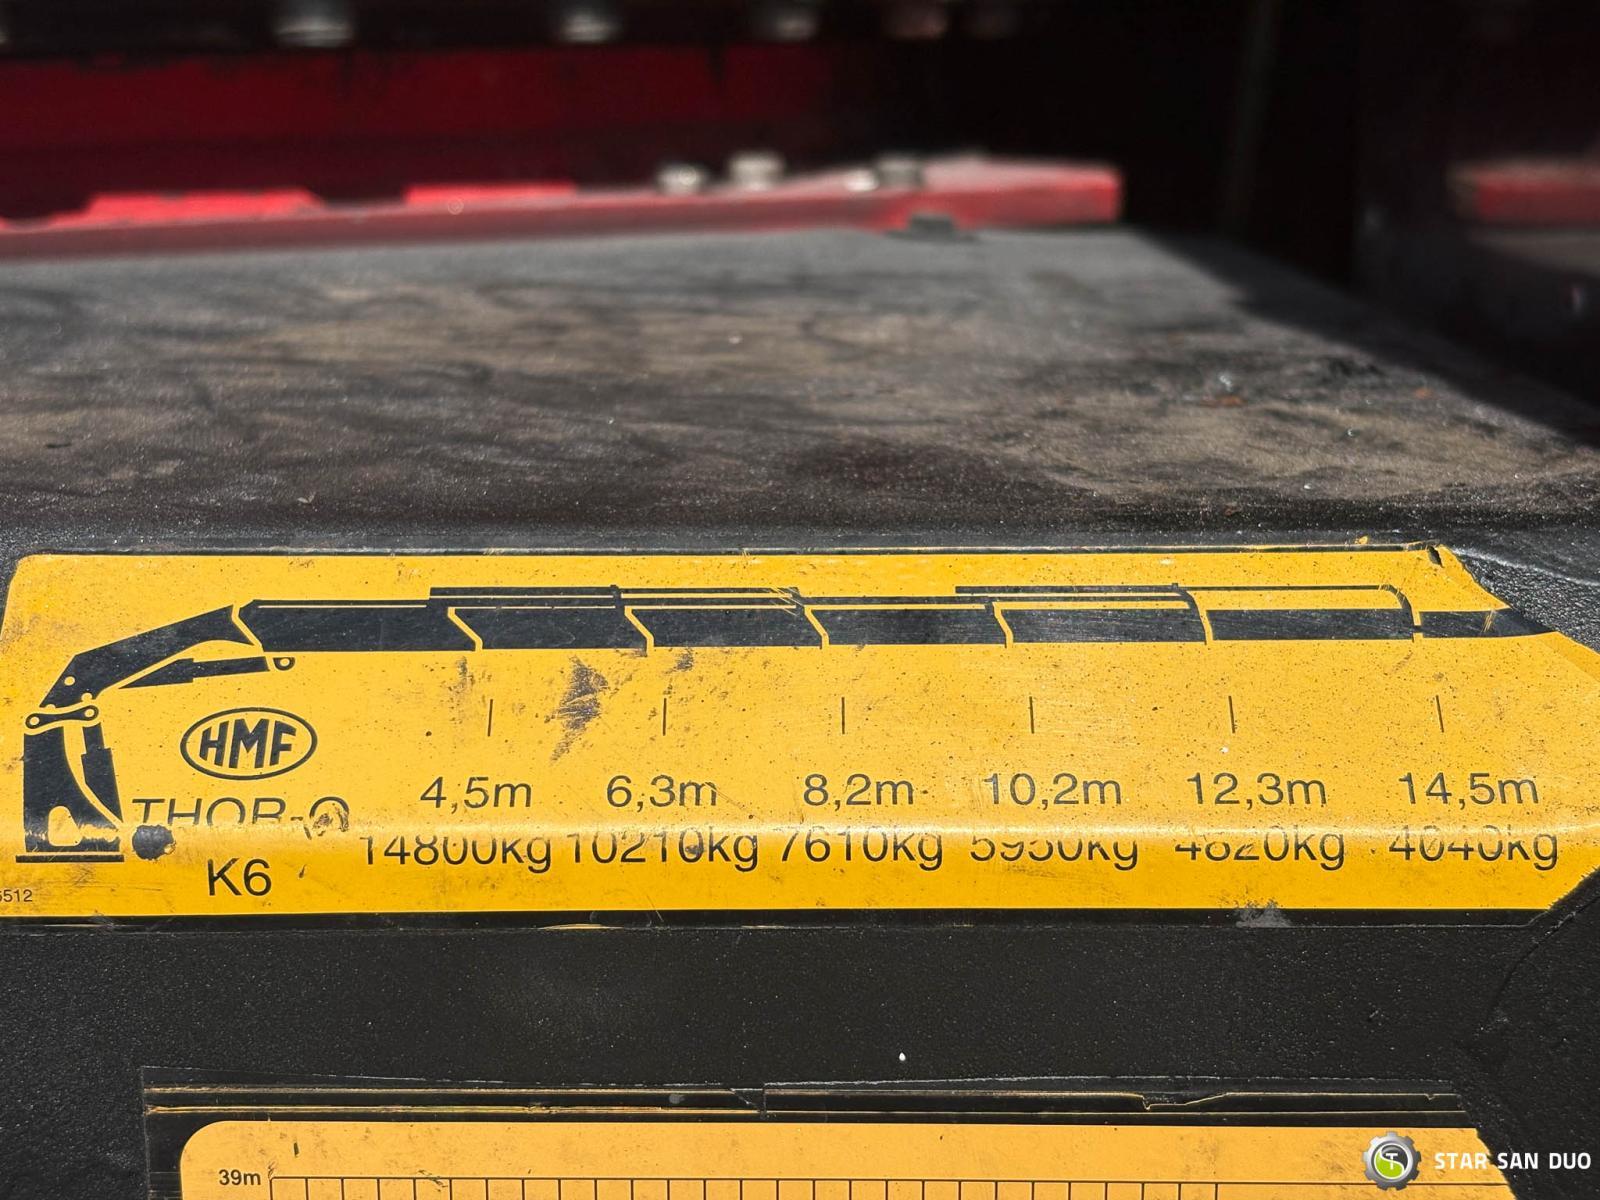 HMF
THOR-Q
K6
4,5m 6,3m 8,2m 10,2m 12,3m 14,5m
14800kg 10210kg 7610kg 5950kg 4820kg 4040kg
39m
STAR SAN DUO